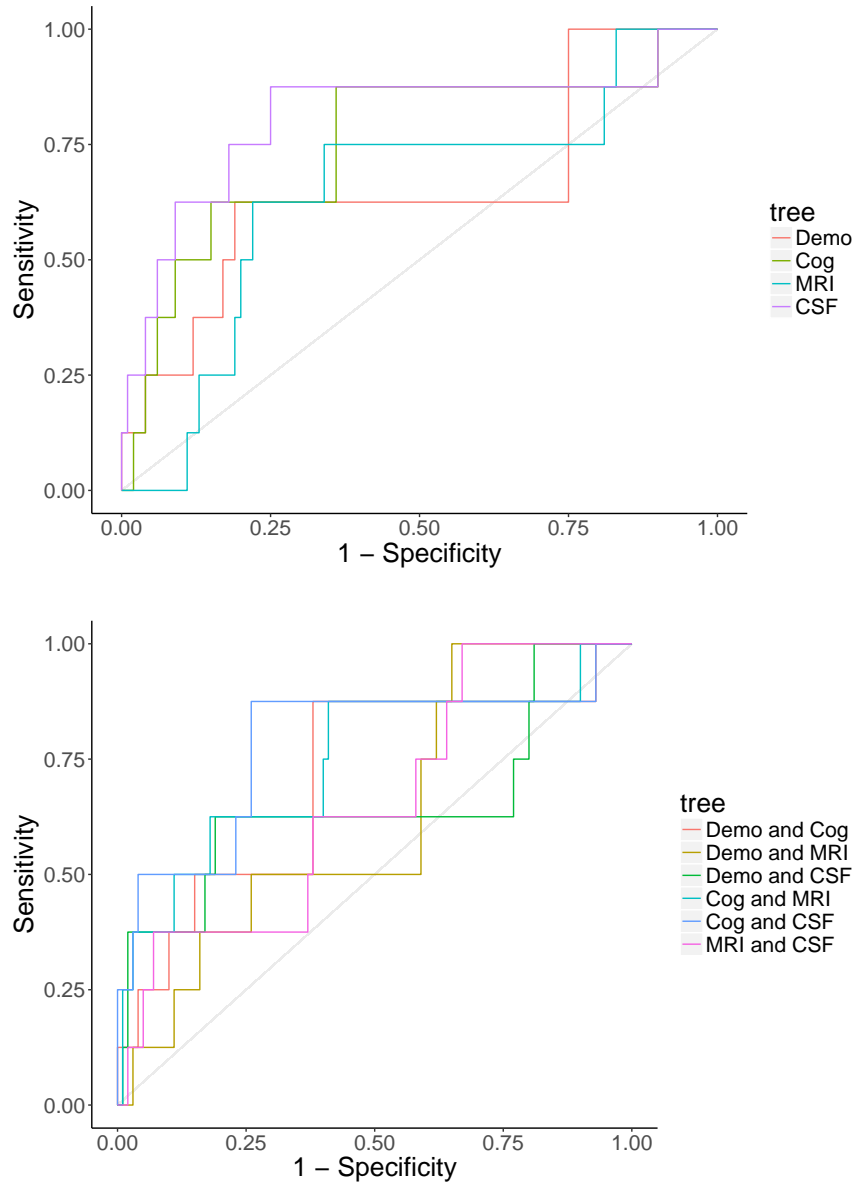 1.00
0.75
0.50
0.25
0.00
Sensitivity
0.00 0.25 0.50 0.75 1.00
1 − Specificity
tree
Demo
Cog
MRI
CSF
1.00
0.75
0.50
0.25
0.00
Sensitivity
0.00 0.25 0.50 0.75 1.00
1 − Specificity
tree
Demo and Cog
Demo and MRI
Demo and CSF
Cog and MRI
Cog and CSF
MRI and CSF